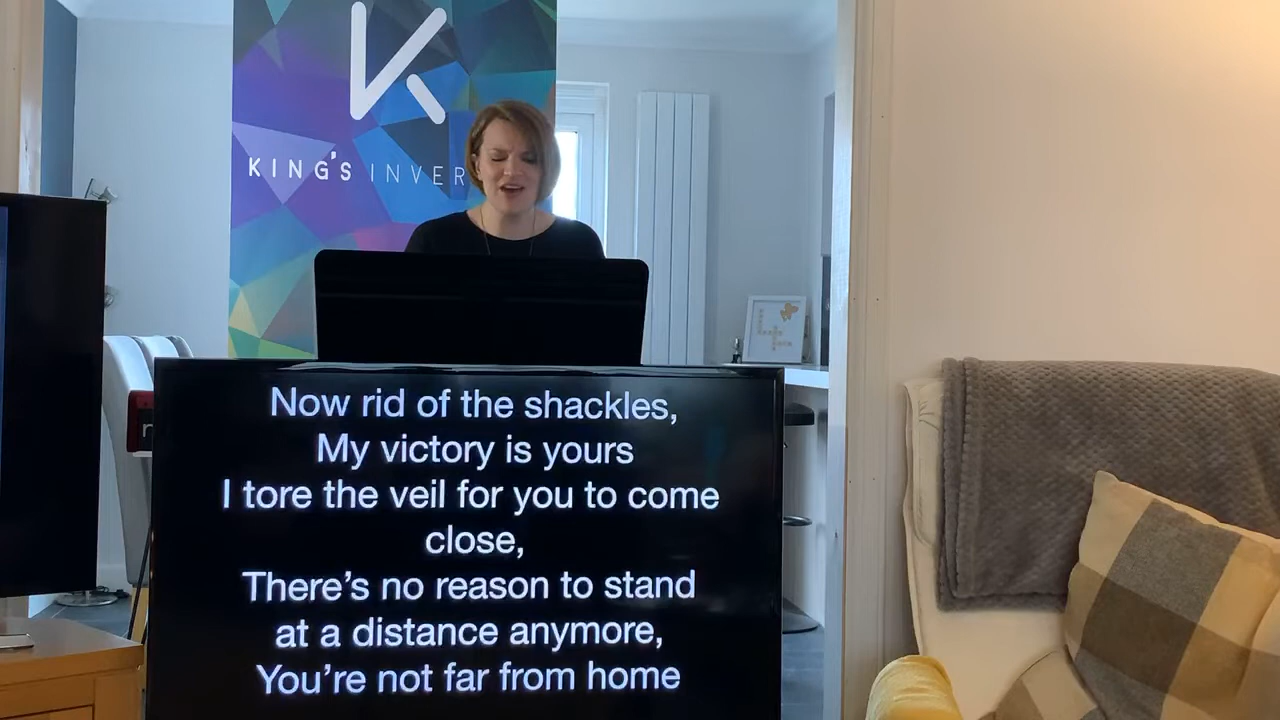 KING'S INVER
Now rid of the shackles,
My victory is yours
I tore the veil for you to come
close,
There's no reason to stand
at a distance anymore,
You're not far from home